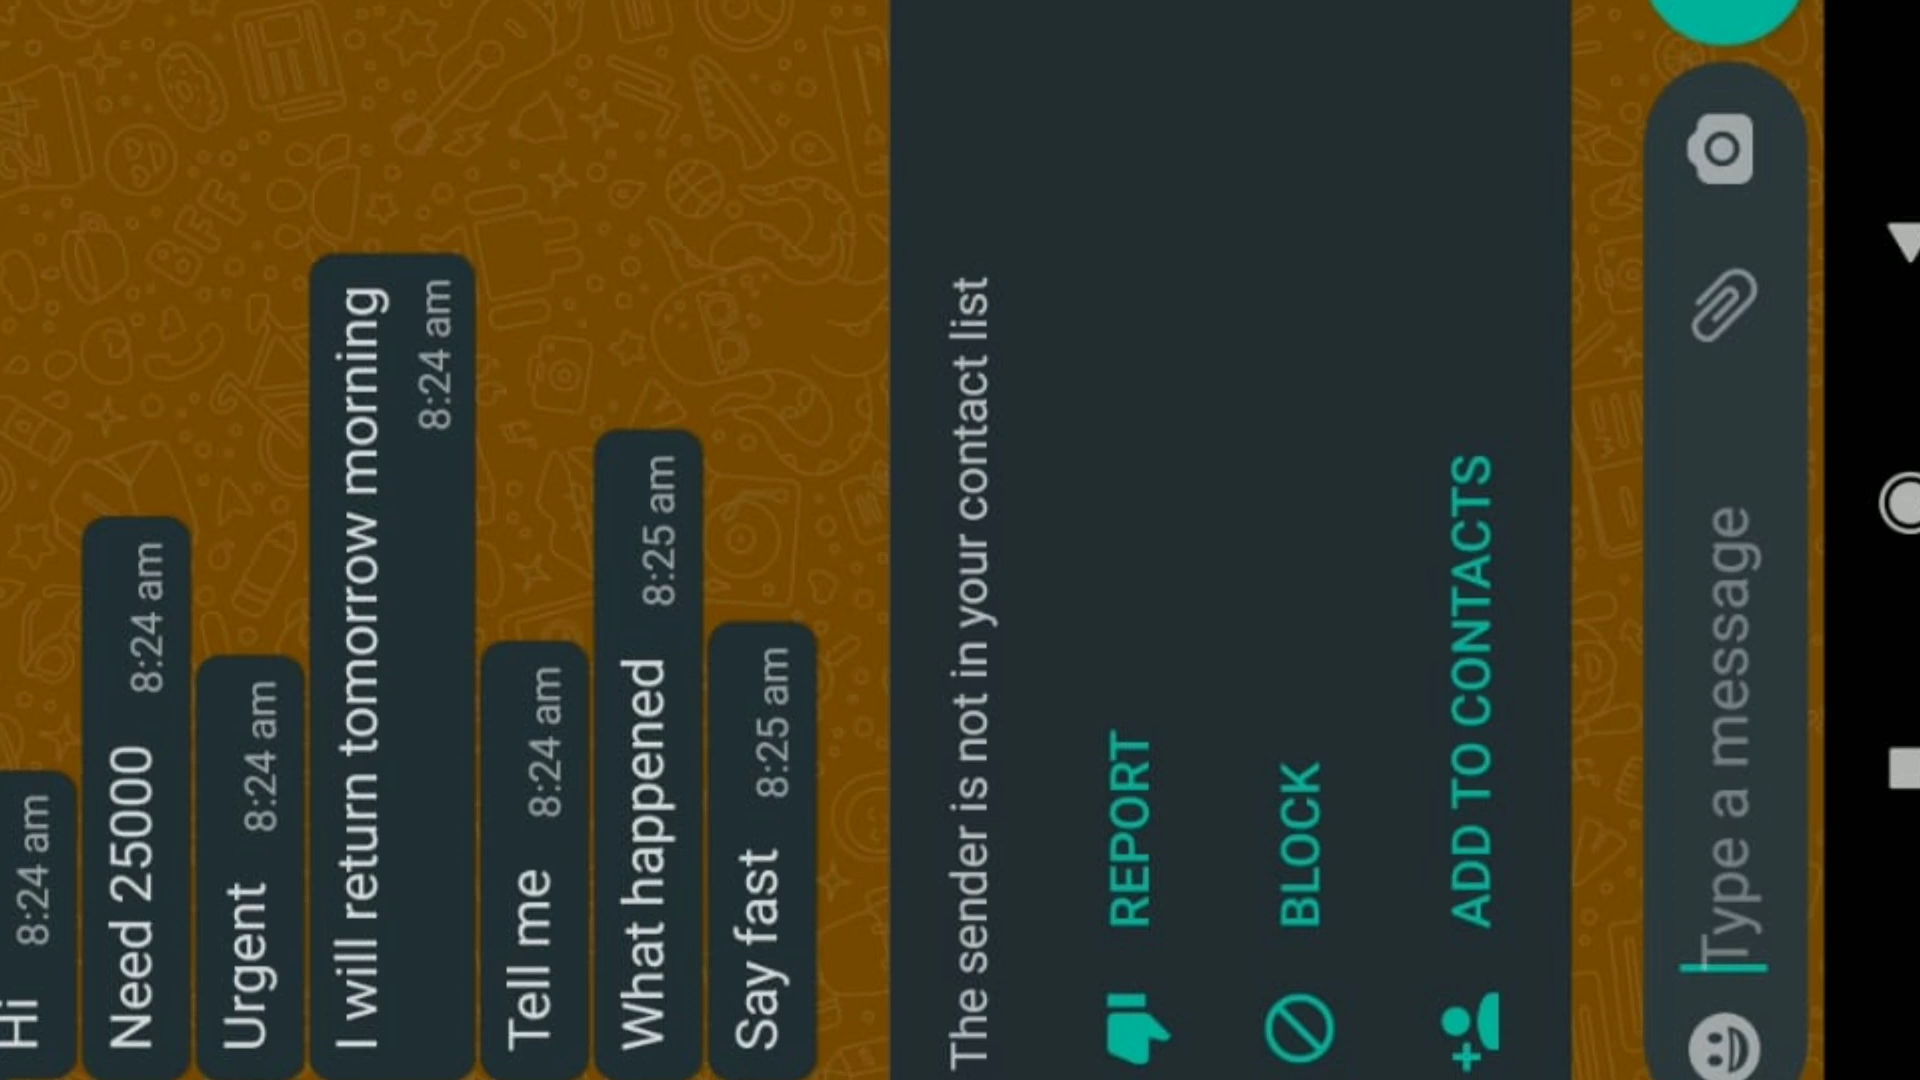 Hi 8:24 am
Need 25000 8:24 am
Urgent 8:24 am
I will return tomorrow morning
8:24 am
Tell me 8:24 am
What happened 8:25 am
Say fast 8:25 am
The sender is not in your contact list
REPORT
BLOCK
ADD TO CONTACTS
Type a message